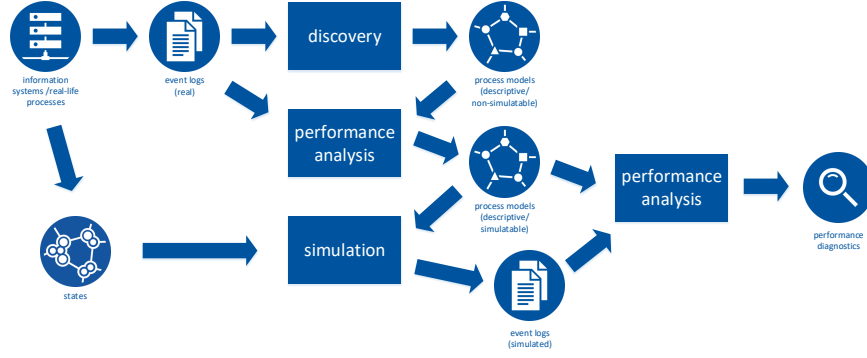 discovery
information
systems /real-life
processes
event logs
(real)
process models
(descriptive/
non-simulatable)
performance
analysis
process models
(descriptive/
simulatable)
performance
analysis
performance
diagnostics
simulation
states
event logs
(simulated)